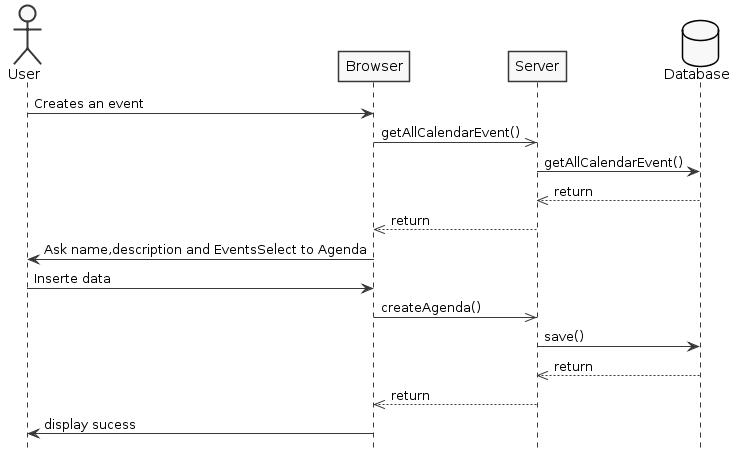 User
Browser
Server
Database
Creates an event
getAllCalendarEvent()
getAllCalendarEvent()
return
return
Ask name,description and EventsSelect to Agenda
Inserte data
createAgenda()
save()
return
return
display sucess